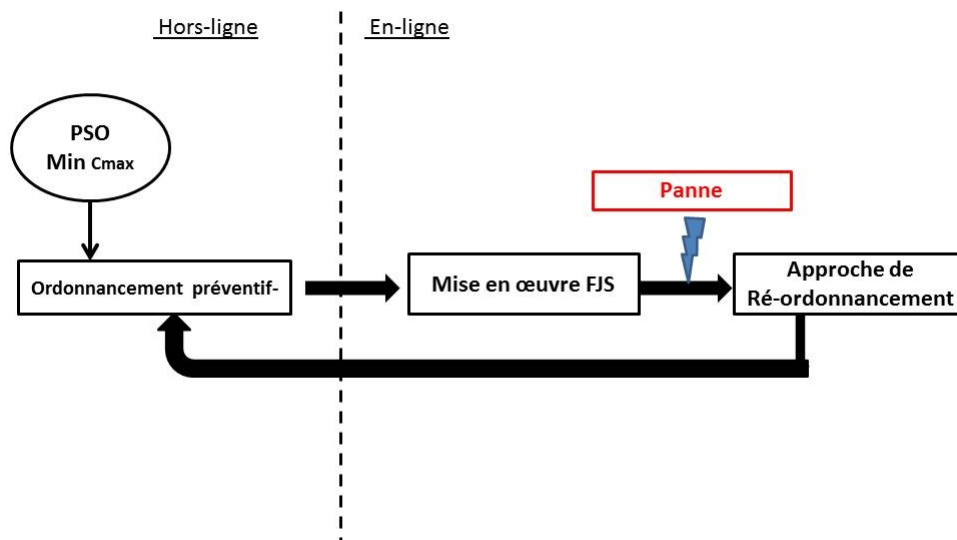 Hors-ligne
En-ligne
PSO
Min Cmax
Panne
Ordonnancement préventif-
Mise en œuvre FJS
Approche de
Ré-ordonnancement